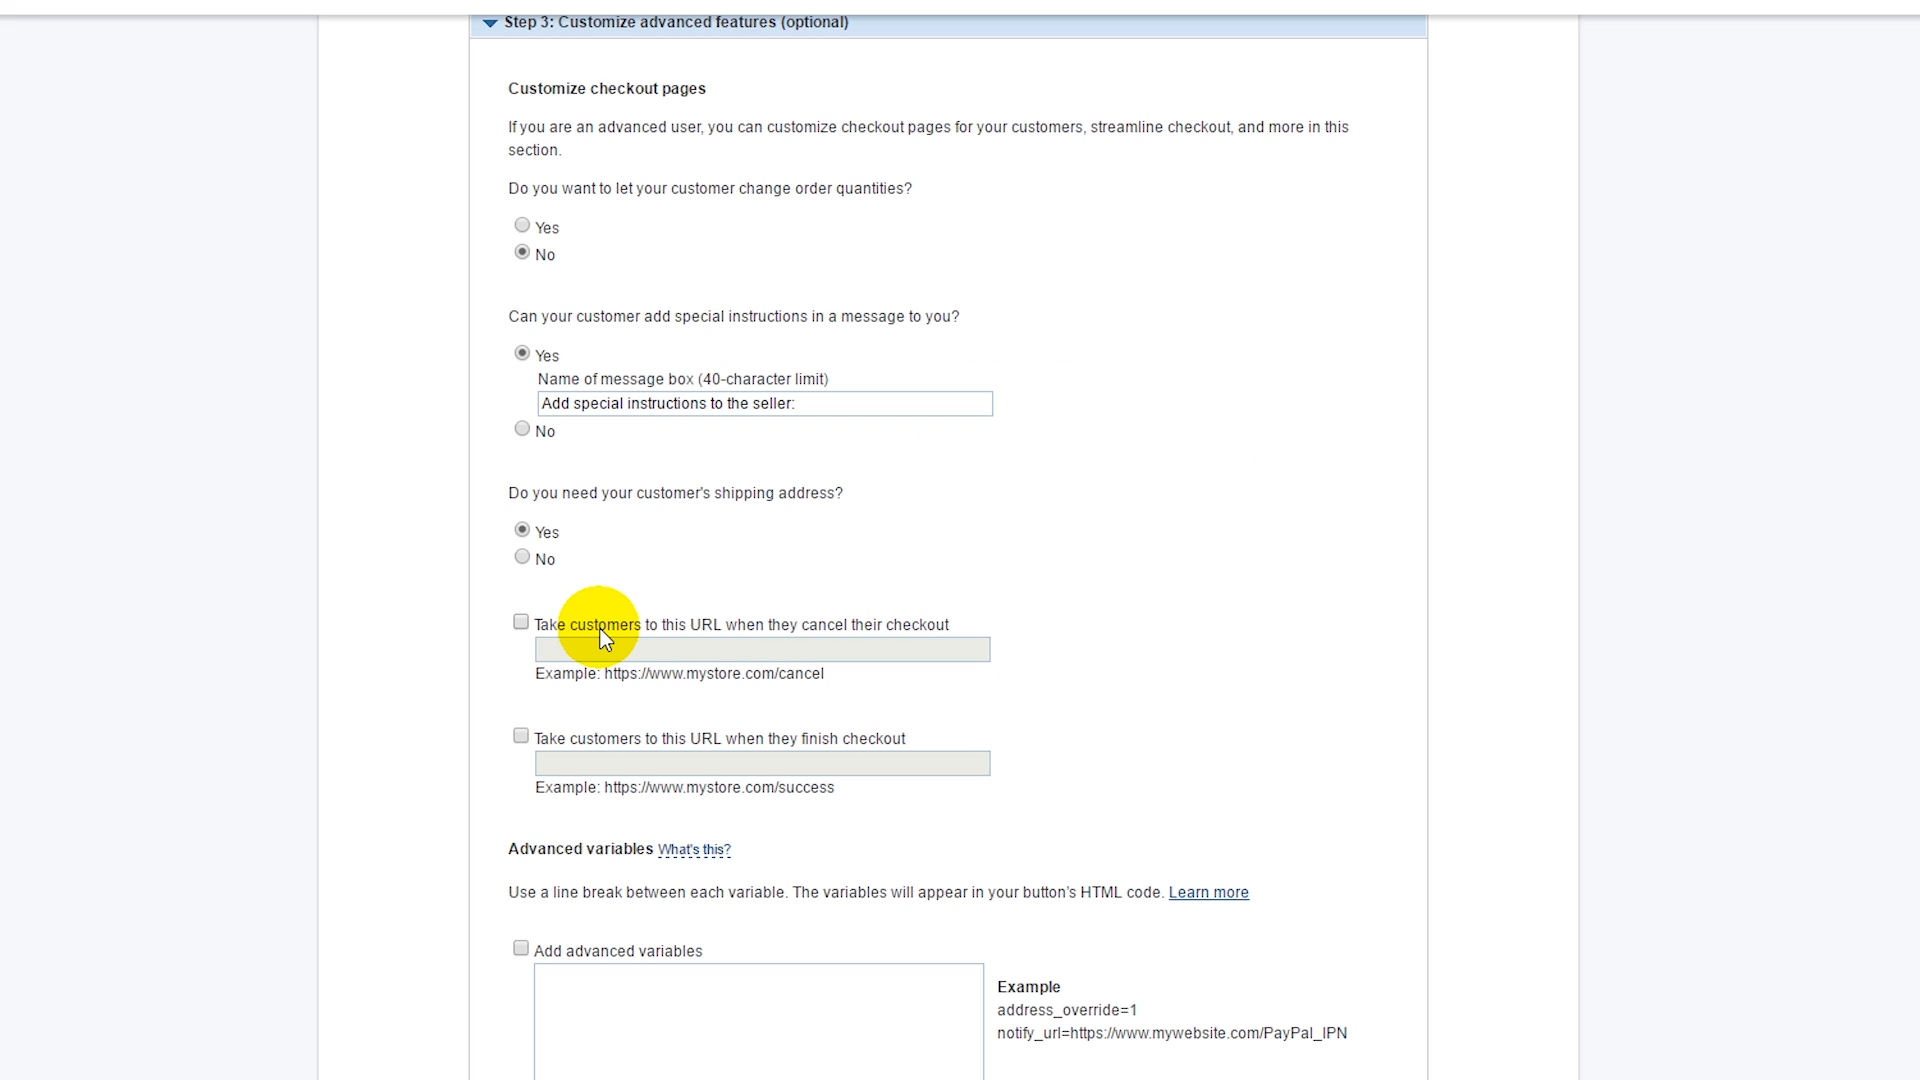 Step 3: Customize advanced features (optional)
Customize checkout pages
If you are an advanced user, you can customize checkout pages for your customers, streamline checkout, and more in this
section.
Do you want to let your customer change order quantities?
Yes
No
Can your customer add special instructions in a message to you?
Yes
Name of message box (40-character limit)
Add special instructions to the seller:
No
Do you need your customer's shipping address?
Yes
No
Take customers to this URL when they cancel their checkout
Example: https://www.mystore.com/cancel
Take customers to this URL when they finish checkout
Example: https://www.mystore.com/success
Advanced variables What's this?
Use a line break between each variable. The variables will appear in your button's HTML code. Learn more
Add advanced variables
Example
address_override=1
notify_url=https://www.mywebsite.com/PayPal_IPN